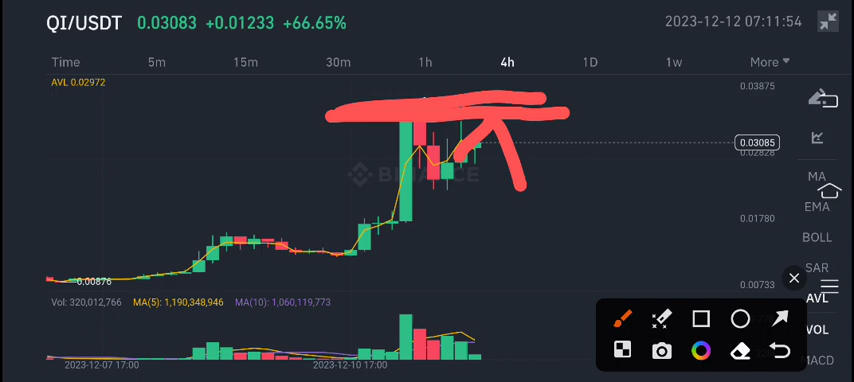 QI/USDT 0.03083 +0.01233 +66.65% 2023-12-12 07:11:54
Time 5m 15m 30m 1h 4h 1D 1w More
AVL 0.02972
0.03875
0.03085
0.02828
MA
EMA
0.01780
BOLL
SAR
0.00876
0.00733
AVL
Vol: 320,012,766 MA(5): 1,190,348,946 MA(10): 1,060,119,773
VOL
MACD
2023-12-07 17:00 2023-12-10 17:00